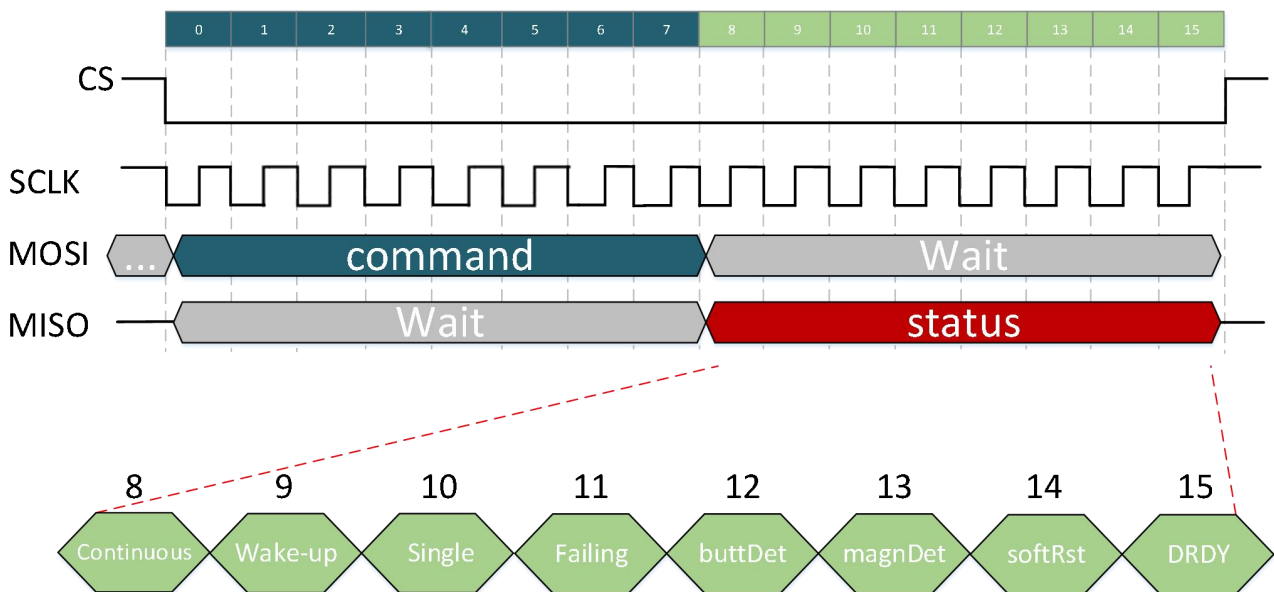 0 1 2 3 4 5 6 7 8 9 10 11 12 13 14 15
CS
SCLK
MOSI ... command Wait
MISO Wait status
8 9 10 11 12 13 14 15
Continuous Wake-up Single Failing buttDet magnDet softRst DRDY